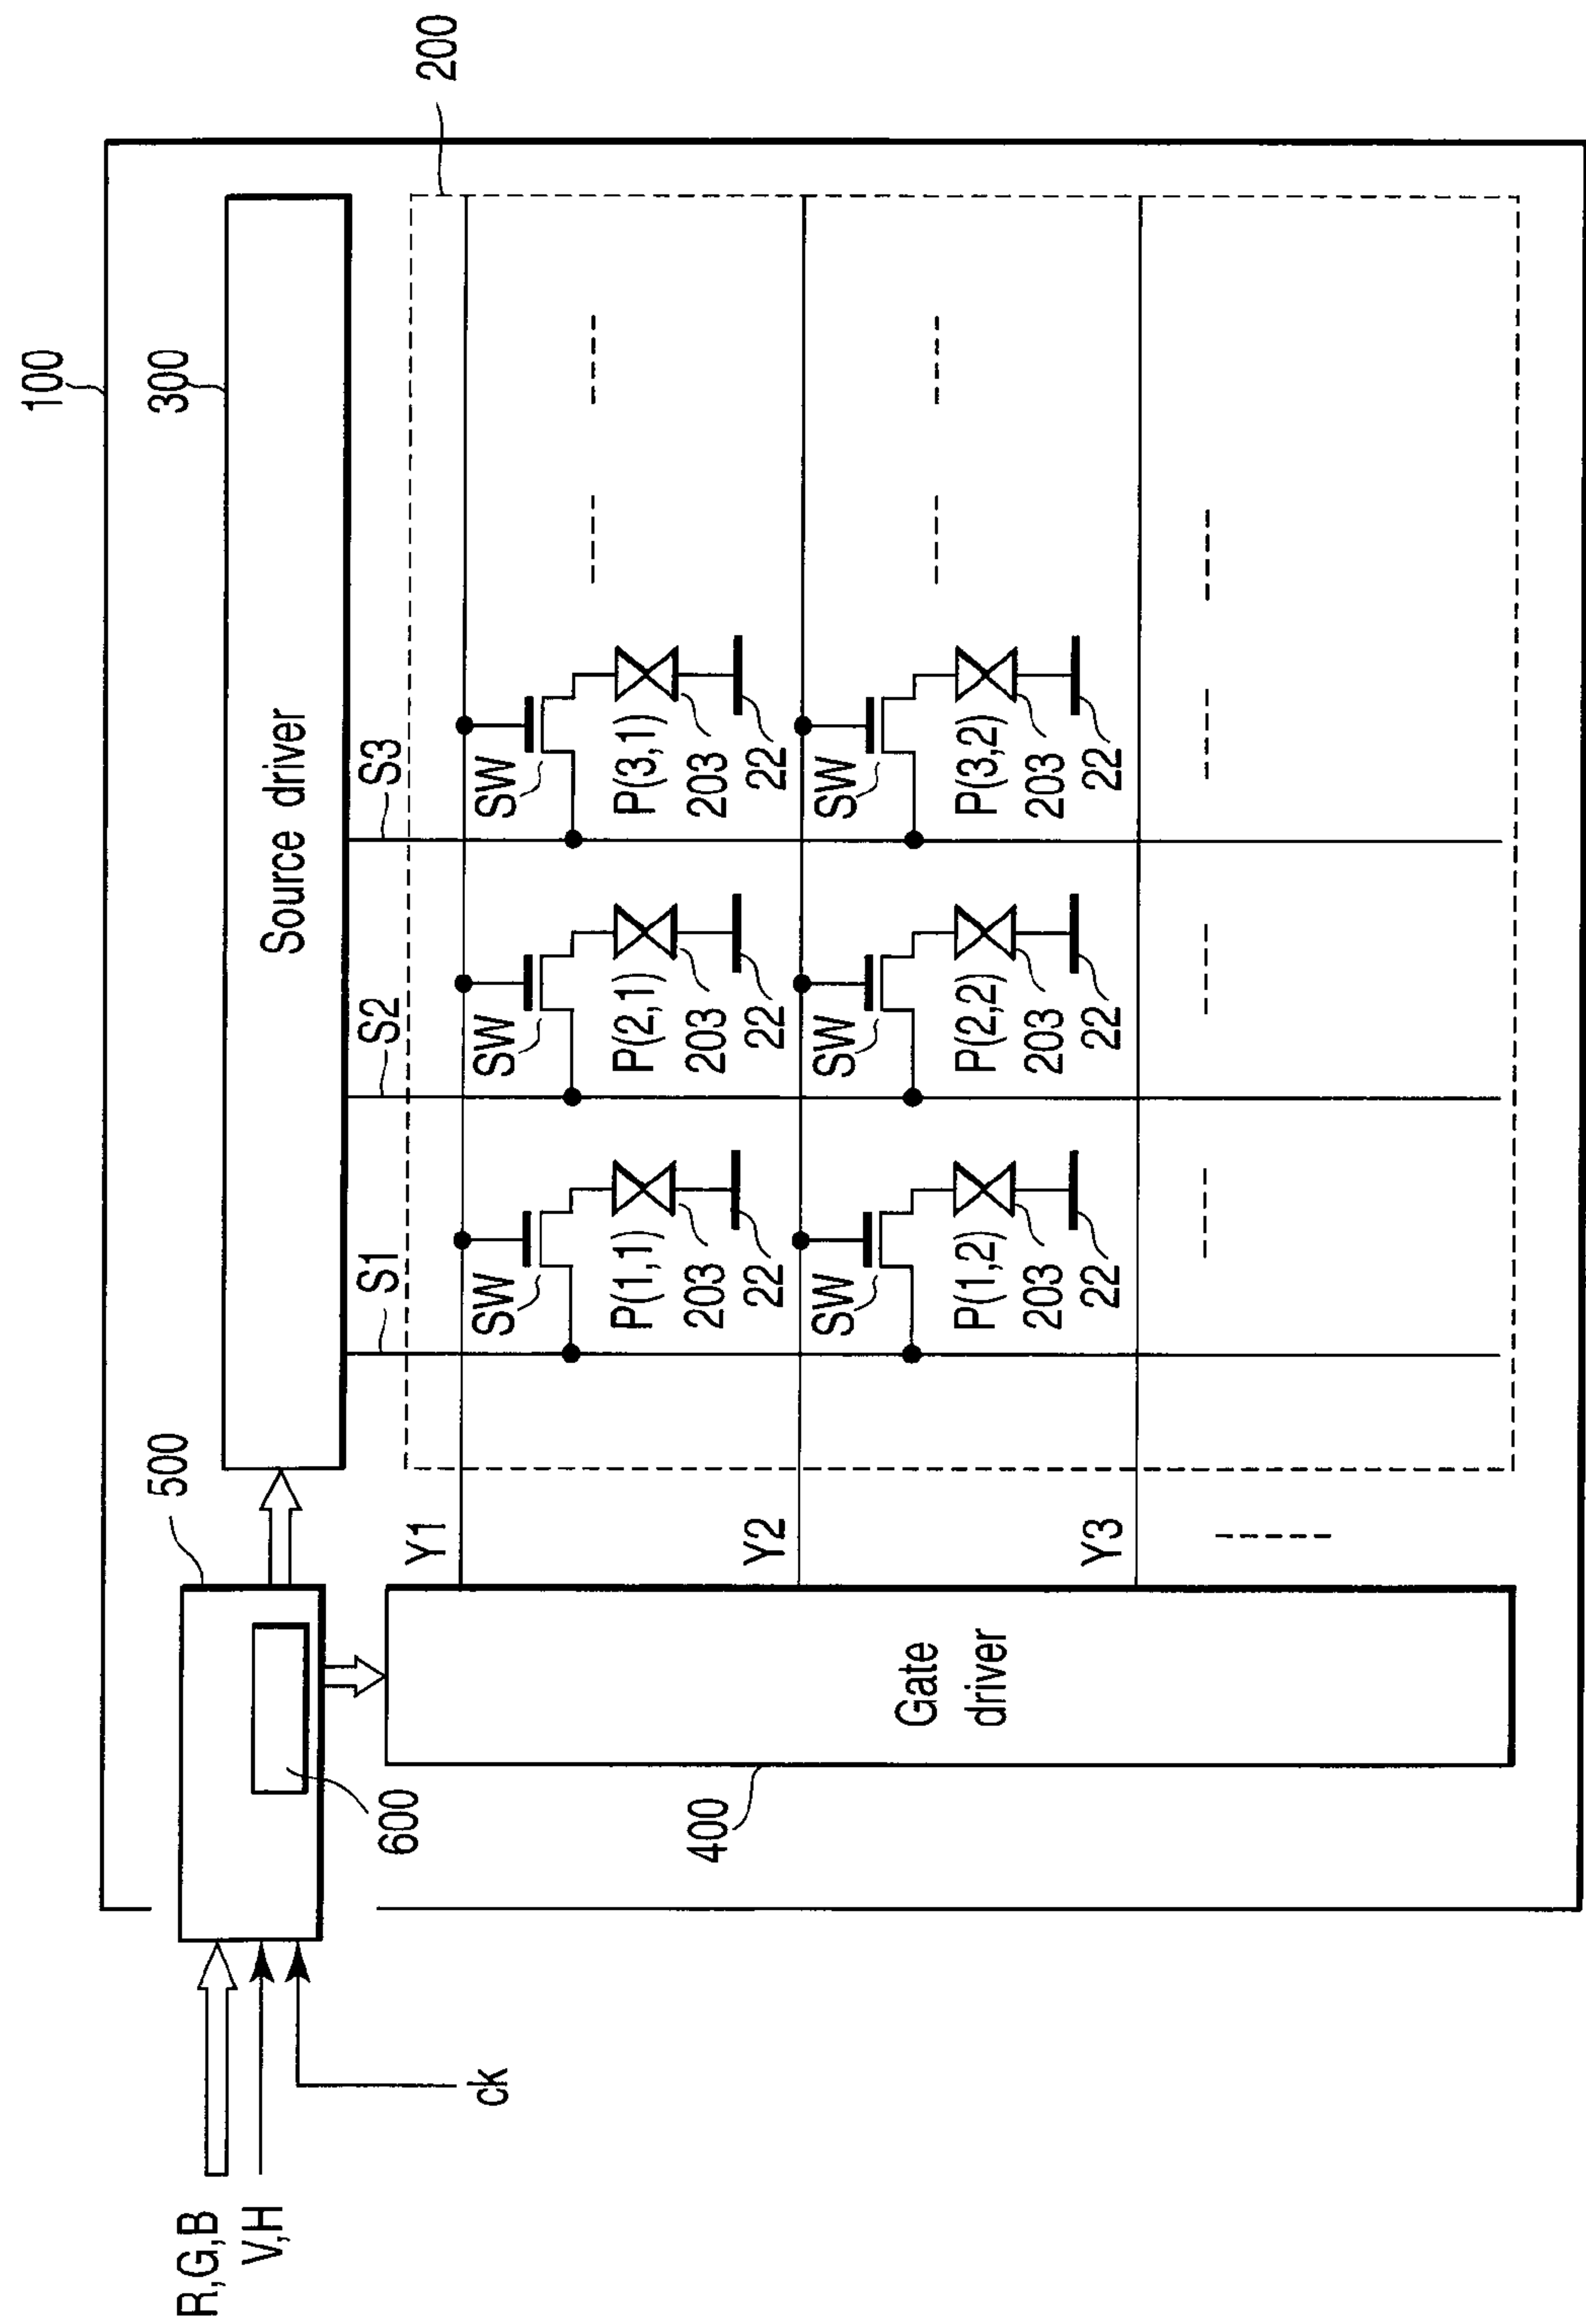 100
300
200
500
Source driver
S1
S2
S3
R,G,B
V,H
ck
600
Y1
SW
SW
SW
P(1,1)
P(2,1)
P(3,1)
203
203
203
22
22
22
400
Gate
driver
Y2
SW
SW
SW
P(1,2)
P(2,2)
P(3,2)
203
203
203
22
22
22
Y3